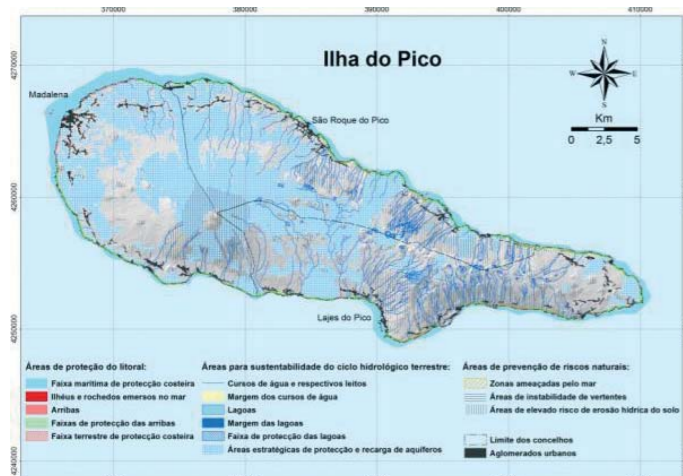 370000 380000 390000 400000 410000
4270000
4260000
4250000
4240000
Ilha do Pico
N
W E
S
Km
0 2,5 5
Madalena
São Roque do Pico
Lajes do Pico
Áreas de proteção do litoral:
Faixa marítima de protecção costeira
Ilhéus e rochedos emersos no mar
Arribas
Faixas de protecção das arribas
Faixa terrestre de protecção costeira
Áreas para sustentabilidade do ciclo hidrológico terrestre:
Cursos de água e respectivos leitos
Margem dos cursos de água
Lagoas
Margem das lagoas
Faixa de protecção das lagoas
Áreas estratégicas de protecção e recarga de aquíferos
Áreas de prevenção de riscos naturais:
Zonas ameaçadas pelo mar
Áreas de instabilidade de vertentes
Áreas de elevado risco de erosão hídrica do solo
Limite dos concelhos
Aglomerados urbanos